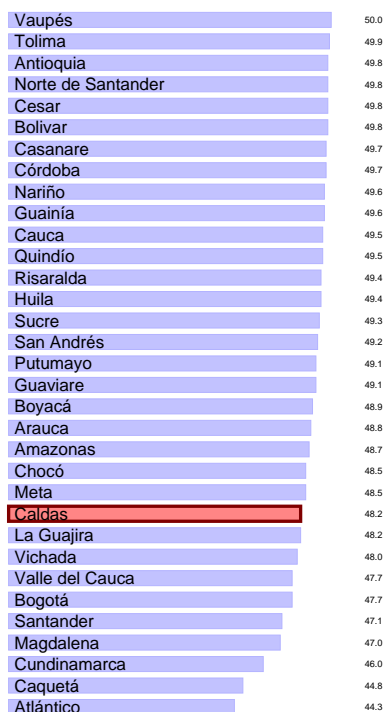 Vaupés 50.0
Tolima 49.9
Antioquia 49.8
Norte de Santander 49.8
Cesar 49.8
Bolivar 49.8
Casanare 49.7
Córdoba 49.7
Nariño 49.6
Guainía 49.6
Cauca 49.5
Quindío 49.5
Risaralda 49.4
Huila 49.4
Sucre 49.3
San Andrés 49.2
Putumayo 49.1
Guaviare 49.1
Boyacá 48.9
Arauca 48.8
Amazonas 48.7
Chocó 48.5
Meta 48.5
Caldas 48.2
La Guajira 48.2
Vichada 48.0
Valle del Cauca 47.7
Bogotá 47.7
Santander 47.1
Magdalena 47.0
Cundinamarca 46.0
Caquetá 44.8
Atlántico 44.3